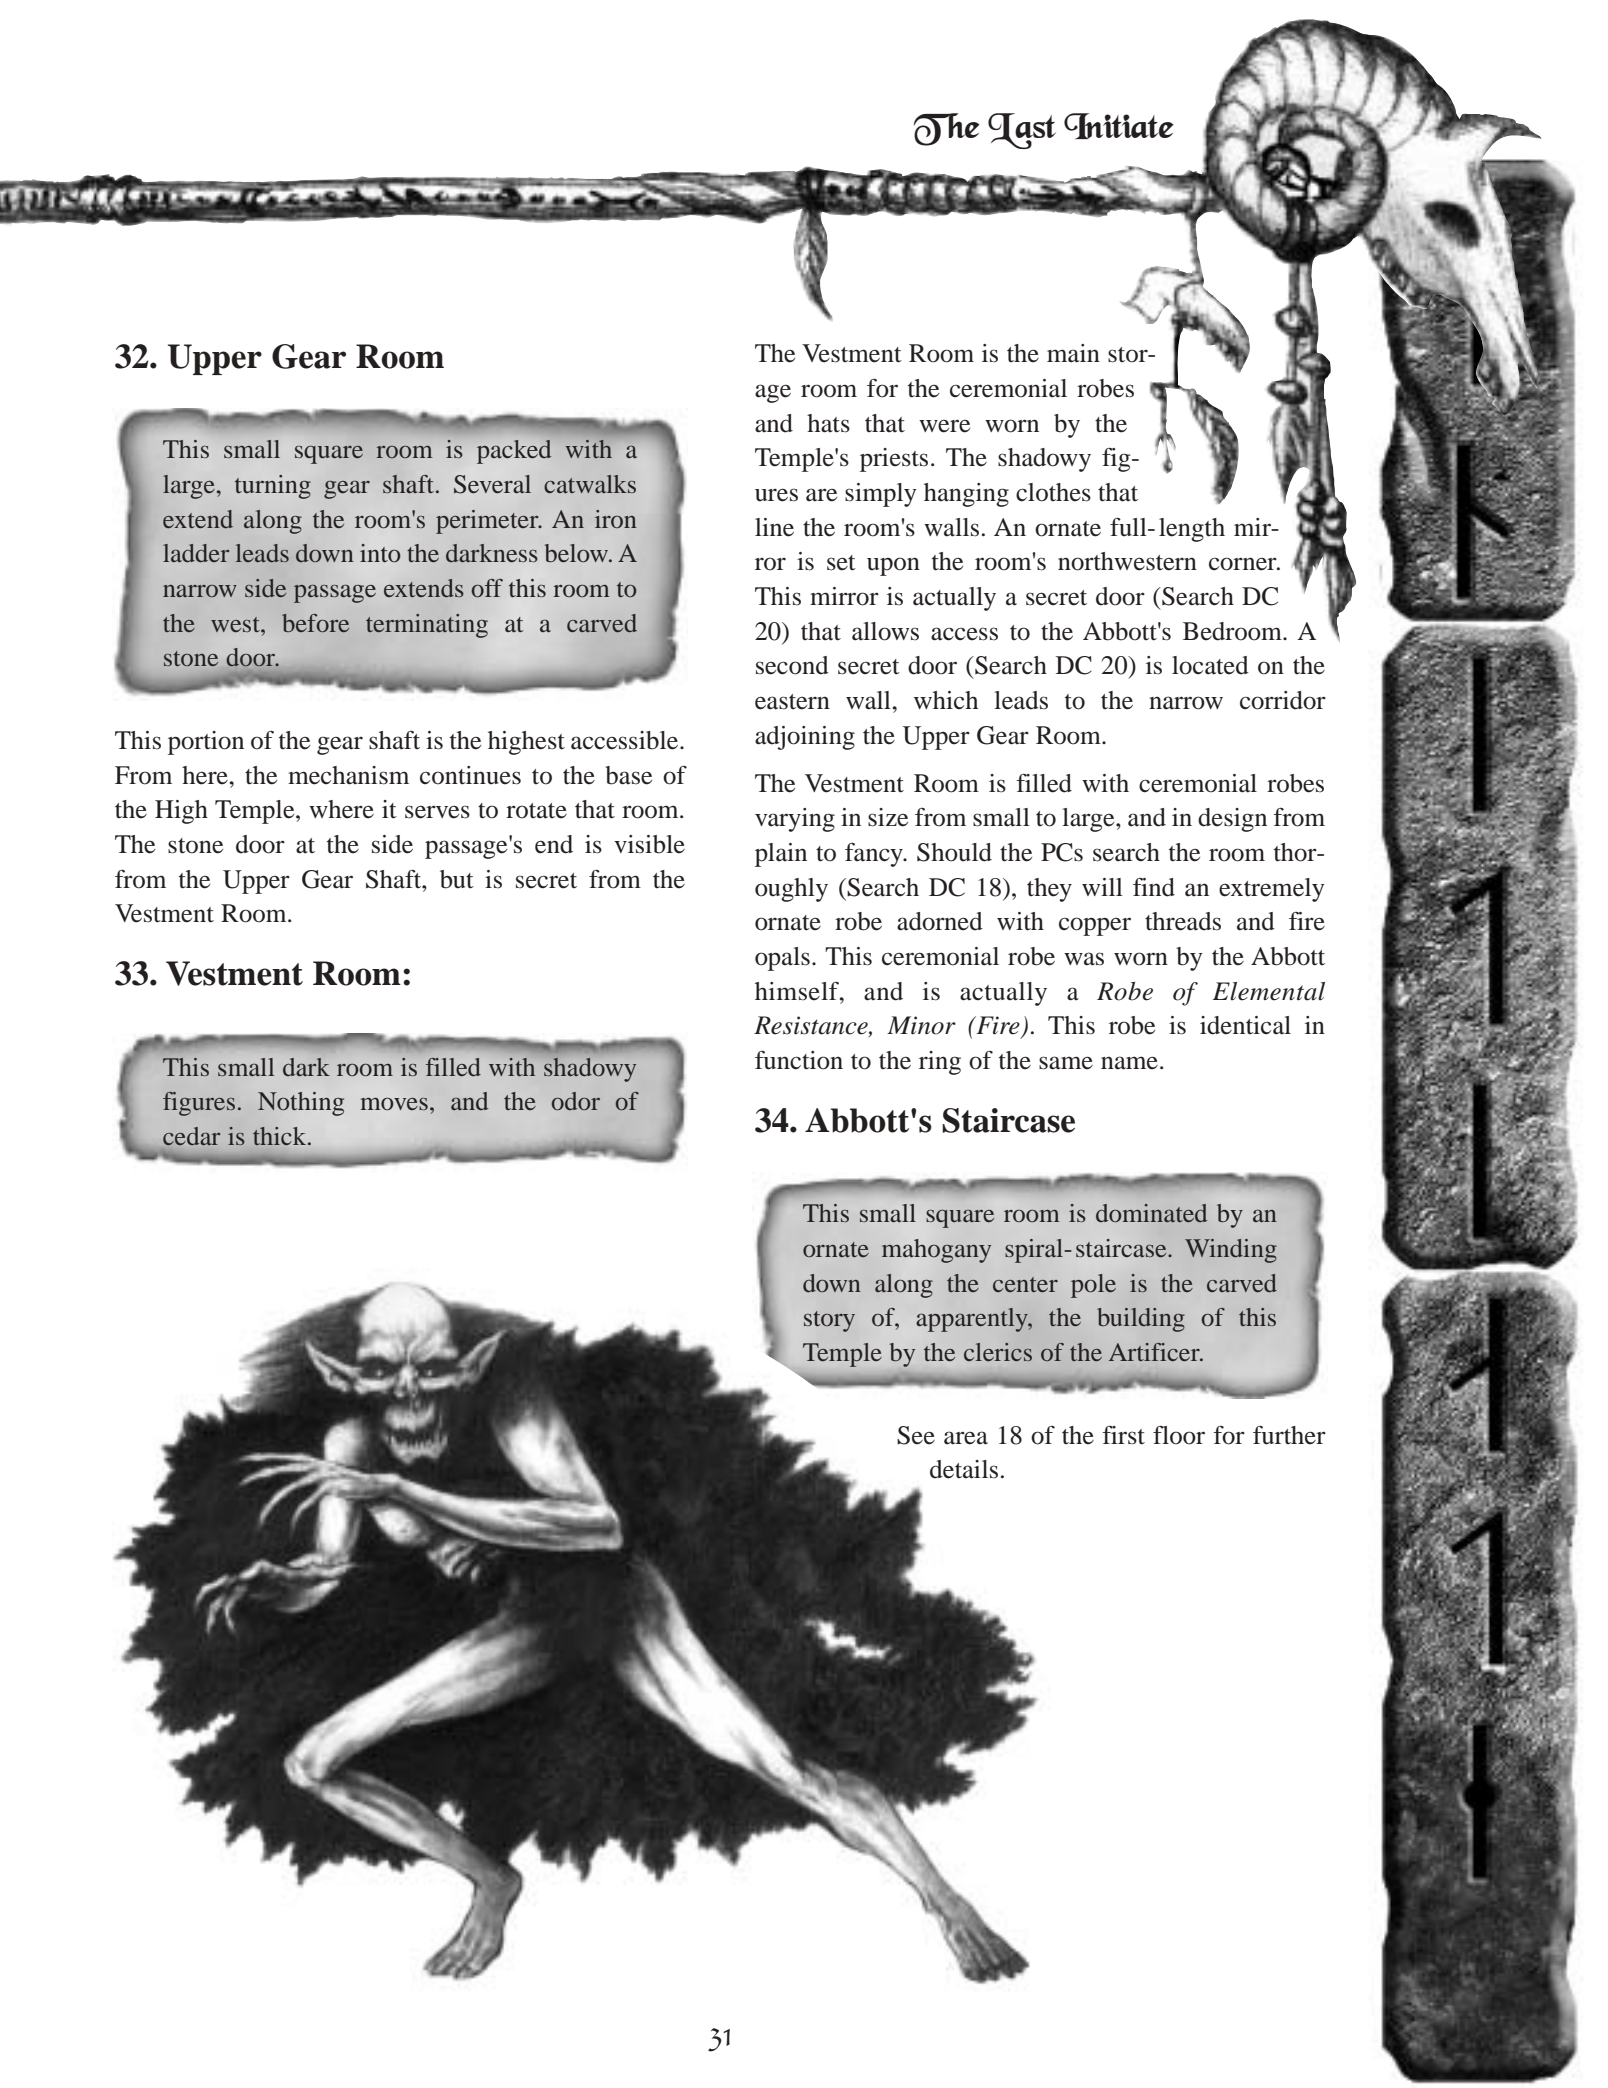 The Last Initiate
32. Upper Gear Room
This small square room is packed with a
large, turning gear shaft. Several catwalks
extend along the room's perimeter. An iron
ladder leads down into the darkness below. A
narrow side passage extends off this room to
the west, before terminating at a carved
stone door.
This portion of the gear shaft is the highest accessible.
From here, the mechanism continues to the base of
the High Temple, where it serves to rotate that room.
The stone door at the side passage's end is visible
from the Upper Gear Shaft, but is secret from the
Vestment Room.
33. Vestment Room:
This small dark room is filled with shadowy
figures. Nothing moves, and the odor of
cedar is thick.
The Vestment Room is the main stor-
age room for the ceremonial robes
and hats that were worn by the
Temple's priests. The shadowy fig-
ures are simply hanging clothes that
line the room's walls. An ornate full-length mir-
ror is set upon the room's northwestern corner.
This mirror is actually a secret door (Search DC
20) that allows access to the Abbott's Bedroom. A
second secret door (Search DC 20) is located on the
eastern wall, which leads to the narrow corridor
adjoining the Upper Gear Room.
The Vestment Room is filled with ceremonial robes
varying in size from small to large, and in design from
plain to fancy. Should the PCs search the room thor-
oughly (Search DC 18), they will find an extremely
ornate robe adorned with copper threads and fire
opals. This ceremonial robe was worn by the Abbott
himself, and is actually a Robe of Elemental
Resistance, Minor (Fire). This robe is identical in
function to the ring of the same name.
34. Abbott's Staircase
This small square room is dominated by an
ornate mahogany spiral-staircase. Winding
down along the center pole is the carved
story of, apparently, the building of this
Temple by the clerics of the Artificer.
See area 18 of the first floor for further
details.
31